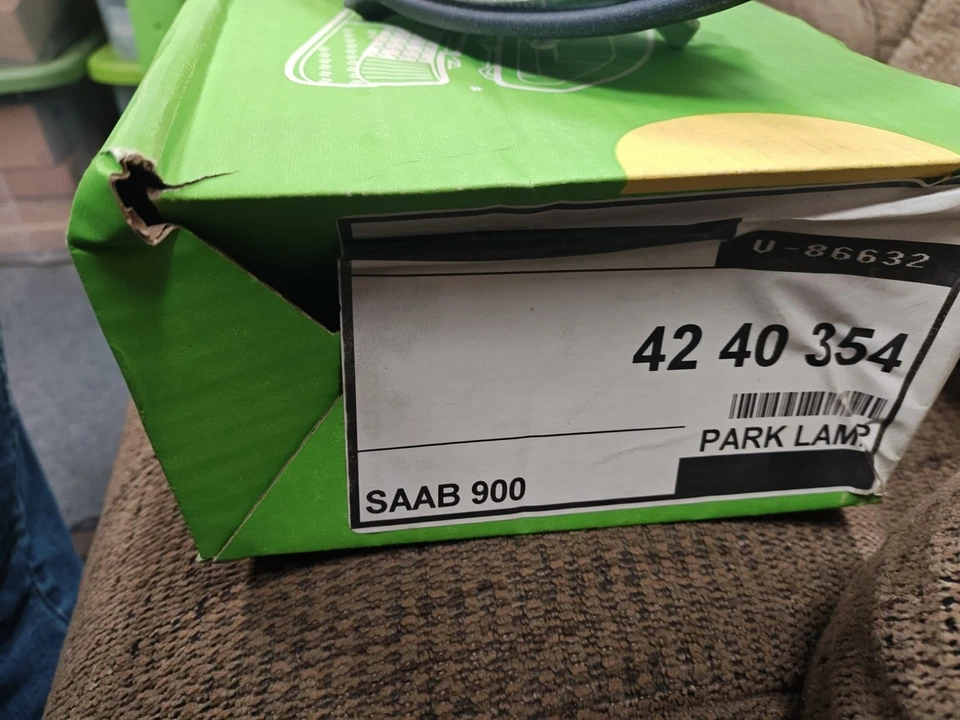 U-86632
42 40 354
PARK LAMP
SAAB 900